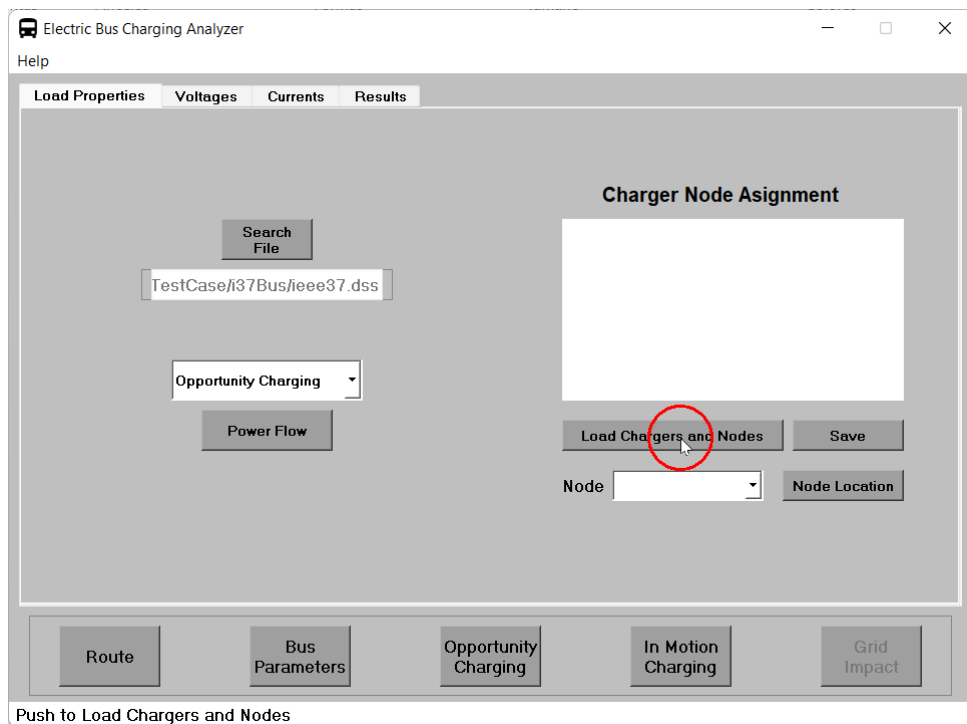 Electric Bus Charging Analyzer
Help
Load Properties
Voltages
Currents
Results
Search
File
TestCase/i37Bus/ieee37.dss
Opportunity Charging
Power Flow
Charger Node Asignment
Load Chargers and Nodes
Save
Node
Node Location
Route
Bus
Parameters
Opportunity
Charging
In Motion
Charging
Grid
Impact
Push to Load Chargers and Nodes